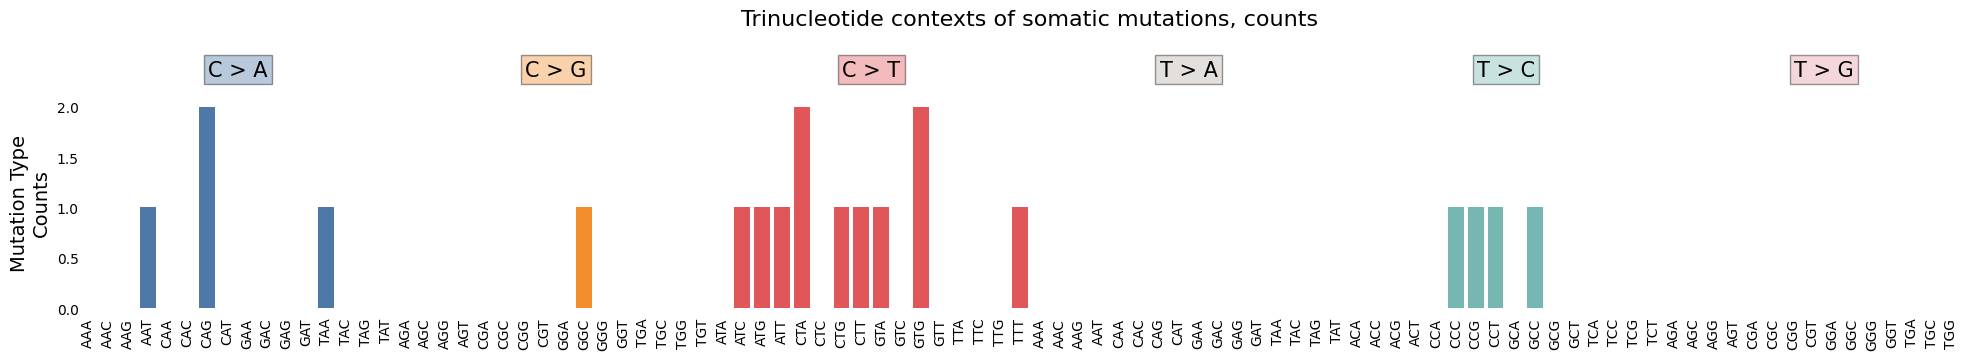 Trinucleotide contexts of somatic mutations, counts
C > A C > G C > T T > A T > C T > G
Mutation Type
Counts
2.0
1.5
1.0
0.5
0.0
AAA AAC AAG AAT CAA CAC CAG CAT GAA GAC GAG GAT TAA TAC TAG TAT AGA AGC AGG AGT CGA CGC CGG CGT GGA GGC GGG GGT TGA TGC TGG TGT ATA ATC ATG ATT CTA CTC CTG CTT GTA GTC GTG GTT TTA TTC TTG TTT AAA AAC AAG AAT CAA CAC CAG CAT GAA GAC GAG GAT TAA TAC TAG TAT ACA ACC ACG ACT CCA CCC CCG CCT GCA GCC GCG GCT TCA TCC TCG TCT AGA AGC AGG AGT CGA CGC CGG CGT GGA GGC GGG GGT TGA TGC TGG